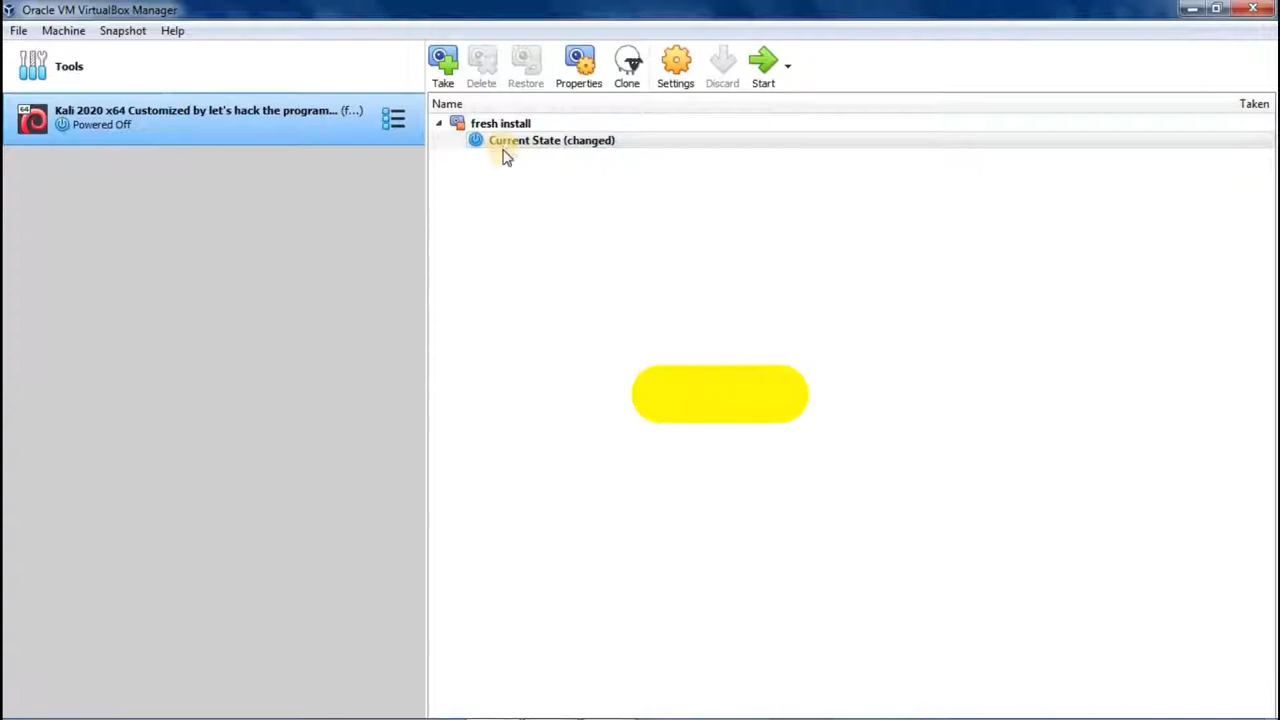 Oracle VM VirtualBox Manager
File Machine Snapshot Help
Tools
Take Delete Restore Properties Clone Settings Discard Start
64 Kali 2020 x64 Customized by let's hack the program... (f...)
Powered Off
Name Taken
fresh install
Current State (changed)